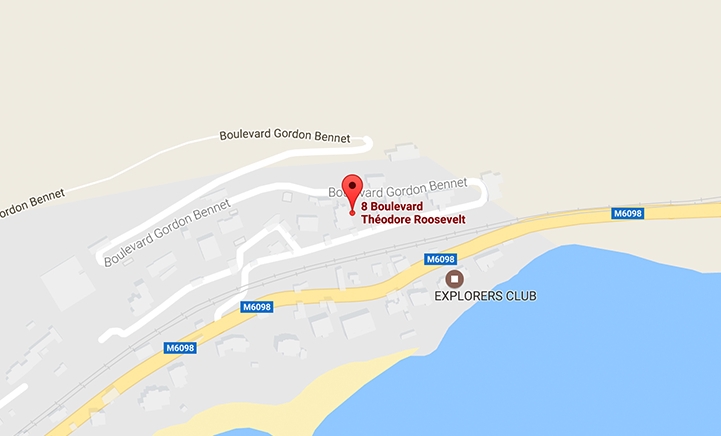 Boulevard Gordon Bennet
ordon Bennet
Boulevard Gordon Bennet
Boulevard Gordon Bennet
8 Boulevard
Théodore Roosevelt
M6098
M6098
EXPLORERS CLUB
M6098
M6098